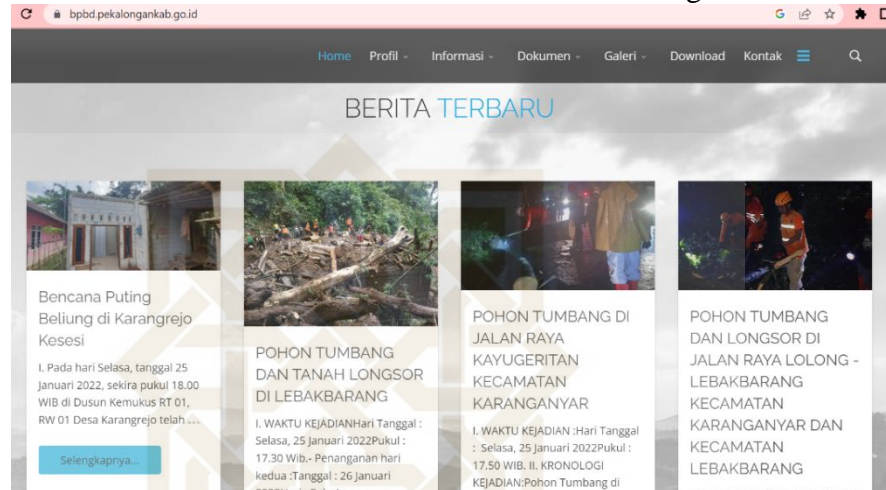 bpbd.pekalongankab.go.id
Home Profil Informasi Dokumen Galeri Download Kontak
BERITA TERBARU
Bencana Puting
Beliung di Karangrejo
Kesesi
I. Pada hari Selasa, tanggal 25
Januari 2022, sekira pukul 18.00
WIB di Dusun Kemukus RT 01,
RW 01 Desa Karangrejo telah ...
Selengkapnya...
POHON TUMBANG
DAN TANAH LONGSOR
DI LEBAKBARANG
I. WAKTU KEJADIANHari Tanggal :
Selasa, 25 Januari 2022Pukul :
17.30 Wib.- Penanganan hari
kedua :Tanggal : 26 Januari
POHON TUMBANG DI
JALAN RAYA
KAYUGERITAN
KECAMATAN
KARANGANYAR
I. WAKTU KEJADIAN :Hari Tanggal
: Selasa, 25 Januari 2022Pukul :
17.50 WIB. II. KRONOLOGI
KEJADIAN:Pohon Tumbang di
POHON TUMBANG
DAN LONGSOR DI
JALAN RAYA LOLONG -
LEBAKBARANG
KECAMATAN
KARANGANYAR DAN
KECAMATAN
LEBAKBARANG